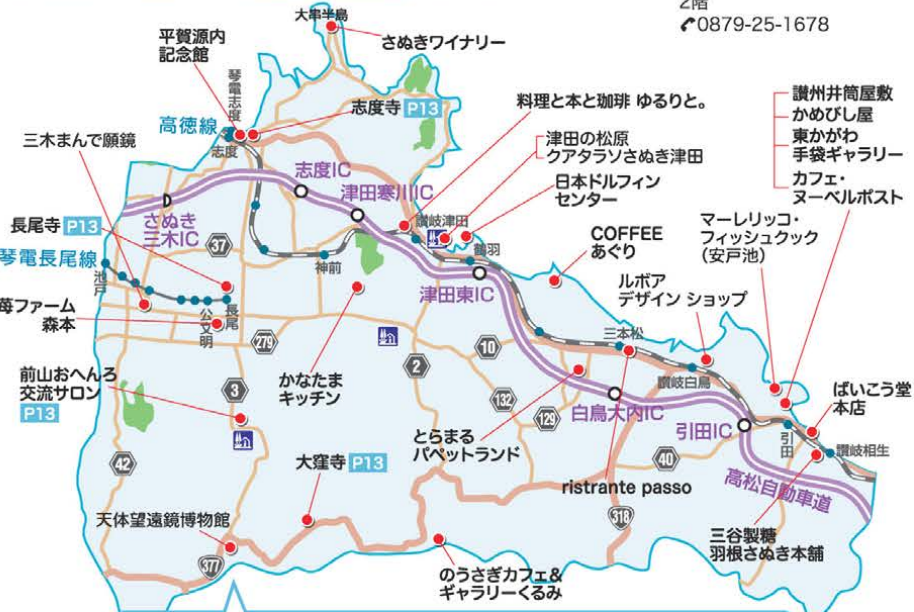 2階
0879-25-1678
大串半島
さぬきワイナリー
平賀源内
記念館
琴電志度
志度寺 P13
高徳線
志度
三木まんで願鏡
料理と本と珈琲 ゆるりと。
津田の松原
クアタラソさぬき津田
日本ドルフィン
センター
讃州井筒屋敷
かめびし屋
東かがわ
手袋ギャラリー
カフェ・
ヌーベルポスト
志度IC
津田寒川IC
さぬき
三木IC
長尾寺 P13
37
讃岐津田
鶴羽
COFFEE
あぐり
マーレリッコ・
フィッシュクック
(安戸池)
琴電長尾線
池戸
神前
津田東IC
ルボア
デザイン ショップ
苺ファーム
森本
公文明
長尾
279
三本松
10
2
前山おへんろ
交流サロン
P13
3
かなたま
キッチン
132
129
讃岐白鳥
白鳥大内IC
引田IC
ばいこう堂
本店
とらまる
パペットランド
引田
讃岐相生
42
大窪寺 P13
40
高松自動車道
ristrante passo
天体望遠鏡博物館
318
三谷製糖
羽根さぬき本舗
377
のうさぎカフェ&
ギャラリーくるみ